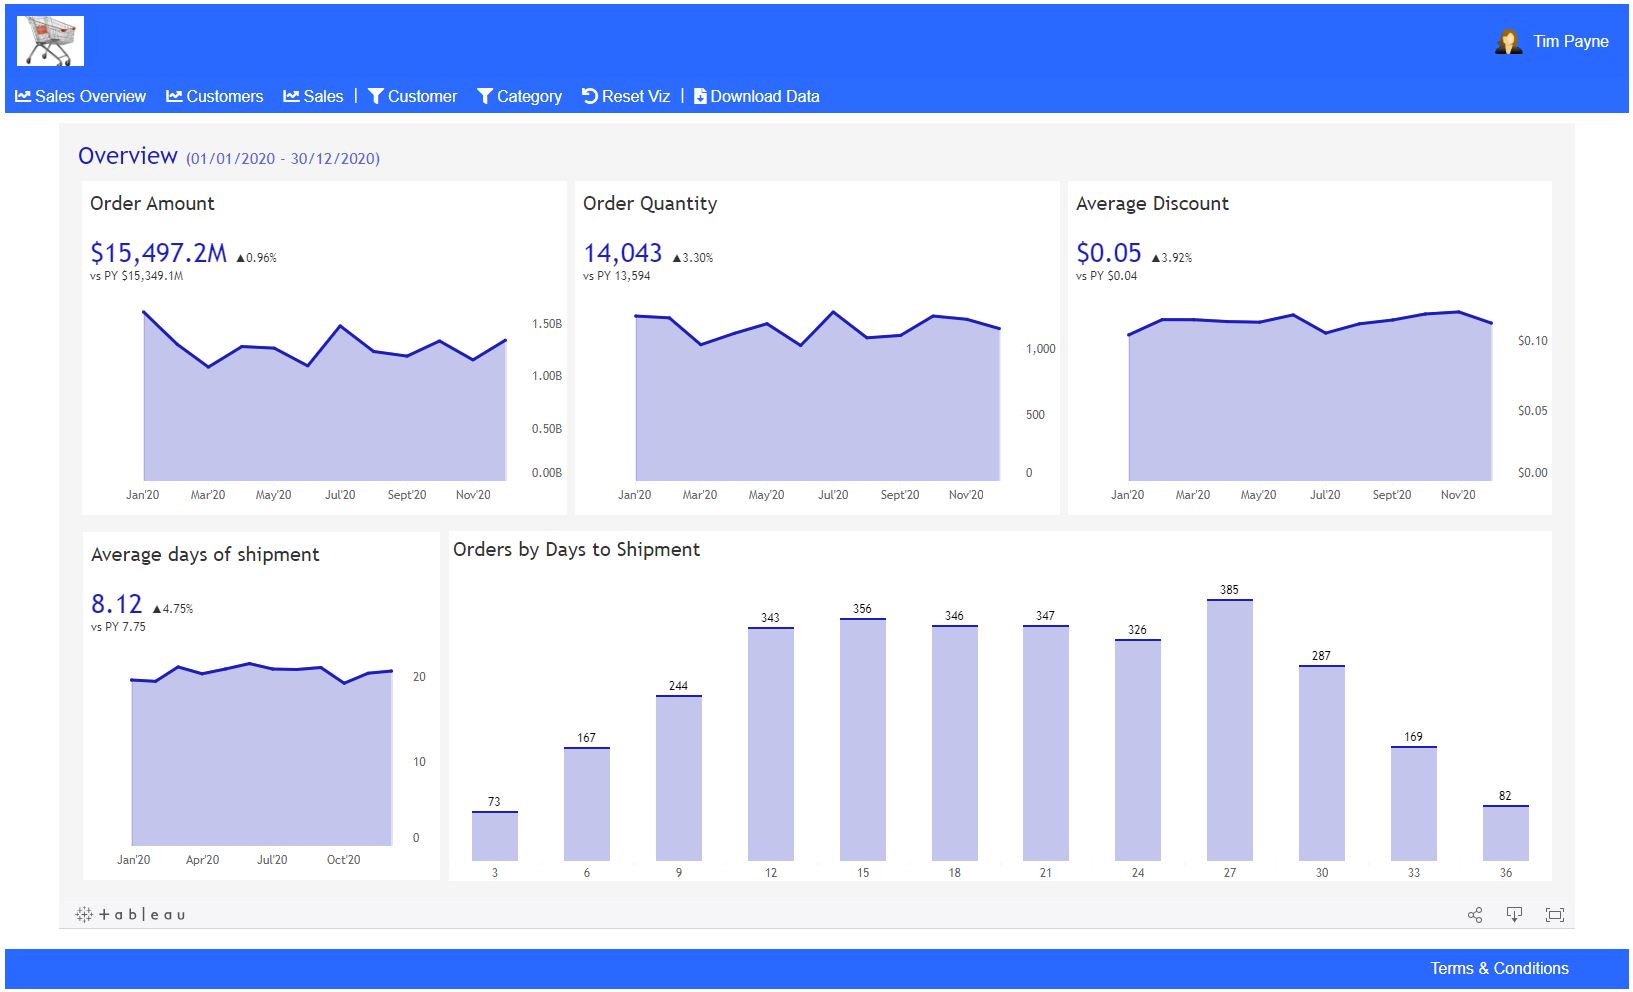 Tim Payne
Sales Overview Customers Sales | Customer Category Reset Viz | Download Data
Overview (01/01/2020 - 30/12/2020)
Order Amount
$15,497.2M ▲0.96%
vs PY $15,349.1M
1.50B
1.00B
0.50B
0.00B
Jan'20 Mar'20 May'20 Jul'20 Sept'20 Nov'20
Order Quantity
14,043 ▲3.30%
vs PY 13,594
1,000
500
0
Jan'20 Mar'20 May'20 Jul'20 Sept'20 Nov'20
Average Discount
$0.05 ▲3.92%
vs PY $0.04
$0.10
$0.05
$0.00
Jan'20 Mar'20 May'20 Jul'20 Sept'20 Nov'20
Average days of shipment
8.12 ▲4.75%
vs PY 7.75
20
10
0
Jan'20 Apr'20 Jul'20 Oct'20
Orders by Days to Shipment
73 167 244 343 356 346 347 326 385 287 169 82
3 6 9 12 15 18 21 24 27 30 33 36
tableau
Terms & Conditions